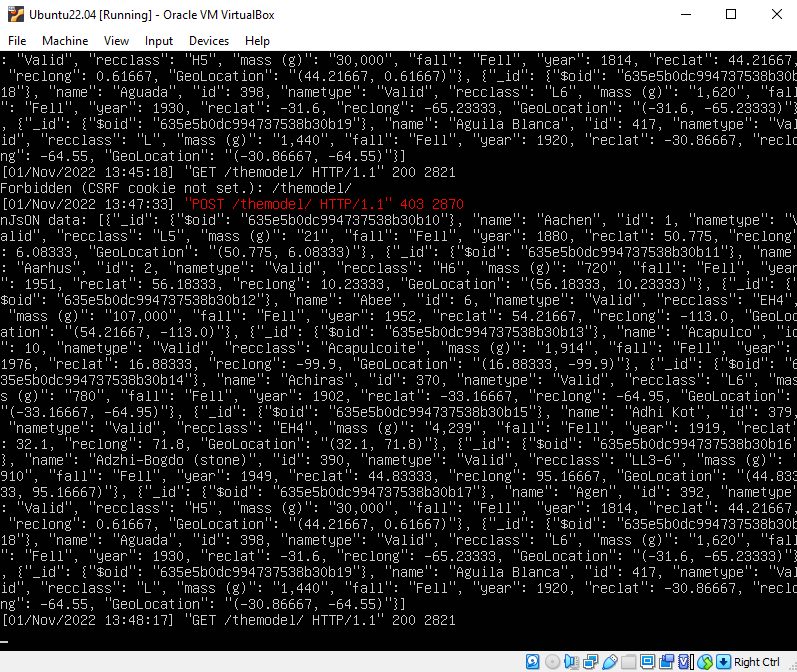 Ubuntu22.04 [Running] - Oracle VM VirtualBox
File Machine View Input Devices Help
: "Valid", "recclass": "H5", "mass (g)": "30,000", "fall": "Fell", "year": 1814, "reclat": 44.21667,
"reclong": 0.61667, "GeoLocation": "(44.21667, 0.61667)"}, {"_id": {"$oid": "635e5b0dc994737538b30b
18"}, "name": "Aguada", "id": 398, "nametype": "Valid", "recclass": "L6", "mass (g)": "1,620", "fall
: "Fell", "year": 1930, "reclat": -31.6, "reclong": -65.23333, "GeoLocation": "(-31.6, -65.23333)"}
, {"_id": {"$oid": "635e5b0dc994737538b30b19"}, "name": "Aguila Blanca", "id": 417, "nametype": "Val
id", "recclass": "L", "mass (g)": "1,440", "fall": "Fell", "year": 1920, "reclat": -30.86667, "reclo
ng": -64.55, "GeoLocation": "(-30.86667, -64.55)"}]
[01/Nov/2022 13:45:18] "GET /themodel/ HTTP/1.1" 200 2821
Forbidden (CSRF cookie not set.): /themodel/
[01/Nov/2022 13:47:33] "POST /themodel/ HTTP/1.1" 403 2870
nJsON data: [{"_id": {"$oid": "635e5b0dc994737538b30b10"}, "name": "Aachen", "id": 1, "nametype": "V
alid", "recclass": "L5", "mass (g)": "21", "fall": "Fell", "year": 1880, "reclat": 50.775, "reclong"
: 6.08333, "GeoLocation": "(50.775, 6.08333)"}, {"_id": {"$oid": "635e5b0dc994737538b30b11"}, "name"
: "Aarhus", "id": 2, "nametype": "Valid", "recclass": "H6", "mass (g)": "720", "fall": "Fell", "year
": 1951, "reclat": 56.18333, "reclong": 10.23333, "GeoLocation": "(56.18333, 10.23333)"}, {"_id": {"
$oid": "635e5b0dc994737538b30b12"}, "name": "Abee", "id": 6, "nametype": "Valid", "recclass": "EH4",
"mass (g)": "107,000", "fall": "Fell", "year": 1952, "reclat": 54.21667, "reclong": -113.0, "GeoLoc
ation": "(54.21667, -113.0)"}, {"_id": {"$oid": "635e5b0dc994737538b30b13"}, "name": "Acapulco", "id
": 10, "nametype": "Valid", "recclass": "Acapulcoite", "mass (g)": "1,914", "fall": "Fell", "year":
1976, "reclat": 16.88333, "reclong": -99.9, "GeoLocation": "(16.88333, -99.9)"}, {"_id": {"$oid": "6
35e5b0dc994737538b30b14"}, "name": "Achiras", "id": 370, "nametype": "Valid", "recclass": "L6", "mas
s (g)": "780", "fall": "Fell", "year": 1902, "reclat": -33.16667, "reclong": -64.95, "GeoLocation":
"(-33.16667, -64.95)"}, {"_id": {"$oid": "635e5b0dc994737538b30b15"}, "name": "Adhi Kot", "id": 379,
"nametype": "Valid", "recclass": "EH4", "mass (g)": "4,239", "fall": "Fell", "year": 1919, "reclat"
: 32.1, "reclong": 71.8, "GeoLocation": "(32.1, 71.8)"}, {"_id": {"$oid": "635e5b0dc994737538b30b16"
}, "name": "Adzhi-Bogdo (stone)", "id": 390, "nametype": "Valid", "recclass": "LL3-6", "mass (g)": "
910", "fall": "Fell", "year": 1949, "reclat": 44.83333, "reclong": 95.16667, "GeoLocation": "(44.833
33, 95.16667)"}, {"_id": {"$oid": "635e5b0dc994737538b30b17"}, "name": "Agen", "id": 392, "nametype"
: "Valid", "recclass": "H5", "mass (g)": "30,000", "fall": "Fell", "year": 1814, "reclat": 44.21667,
"reclong": 0.61667, "GeoLocation": "(44.21667, 0.61667)"}, {"_id": {"$oid": "635e5b0dc994737538b30b
18"}, "name": "Aguada", "id": 398, "nametype": "Valid", "recclass": "L6", "mass (g)": "1,620", "fall
: "Fell", "year": 1930, "reclat": -31.6, "reclong": -65.23333, "GeoLocation": "(-31.6, -65.23333)"}
, {"_id": {"$oid": "635e5b0dc994737538b30b19"}, "name": "Aguila Blanca", "id": 417, "nametype": "Val
id", "recclass": "L", "mass (g)": "1,440", "fall": "Fell", "year": 1920, "reclat": -30.86667, "reclo
ng": -64.55, "GeoLocation": "(-30.86667, -64.55)"}]
[01/Nov/2022 13:48:17] "GET /themodel/ HTTP/1.1" 200 2821
Right Ctrl